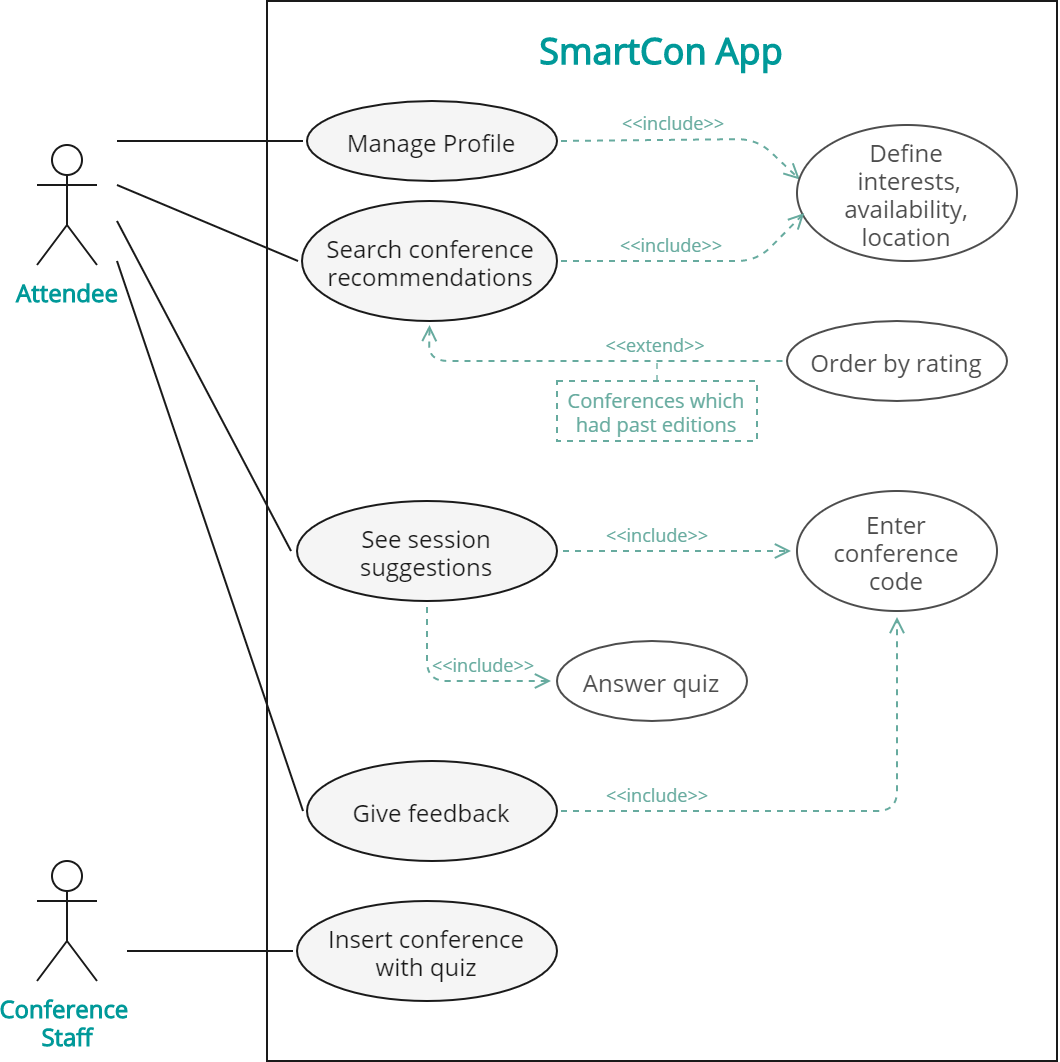 SmartCon App
Manage Profile
<<include>>
Define
interests,
availability,
location
Search conference
recommendations
<<include>>
Attendee
<<extend>>
Order by rating
Conferences which
had past editions
See session
suggestions
<<include>>
Enter
conference
code
<<include>>
Answer quiz
Give feedback
<<include>>
Insert conference
with quiz
Conference
Staff